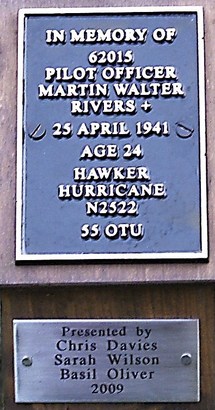 IN MEMORY OF
62015
PILOT OFFICER
MARTIN WALTER
RIVERS +
25 APRIL 1941
AGE 24
HAWKER
HURRICANE
N2522
55 OTU
Presented by
Chris Davies
Sarah Wilson
Basil Oliver
2009